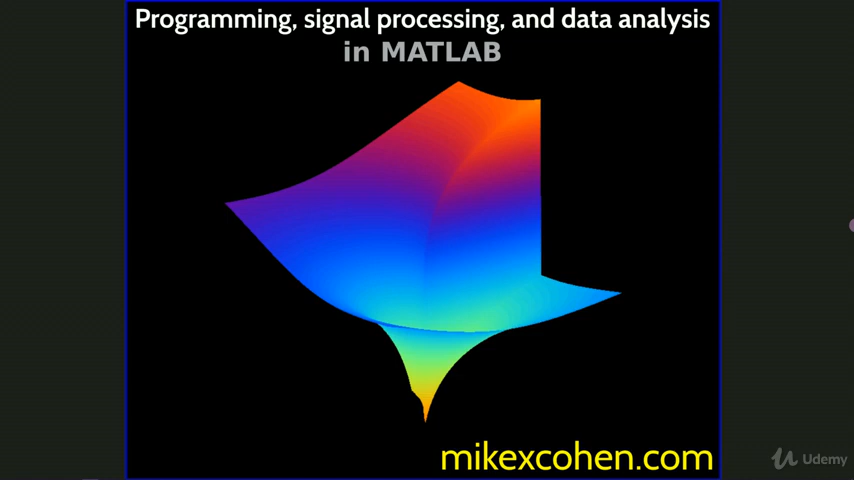 Programming, signal processing, and data analysis
in MATLAB
mikexcohen.com
Udemy